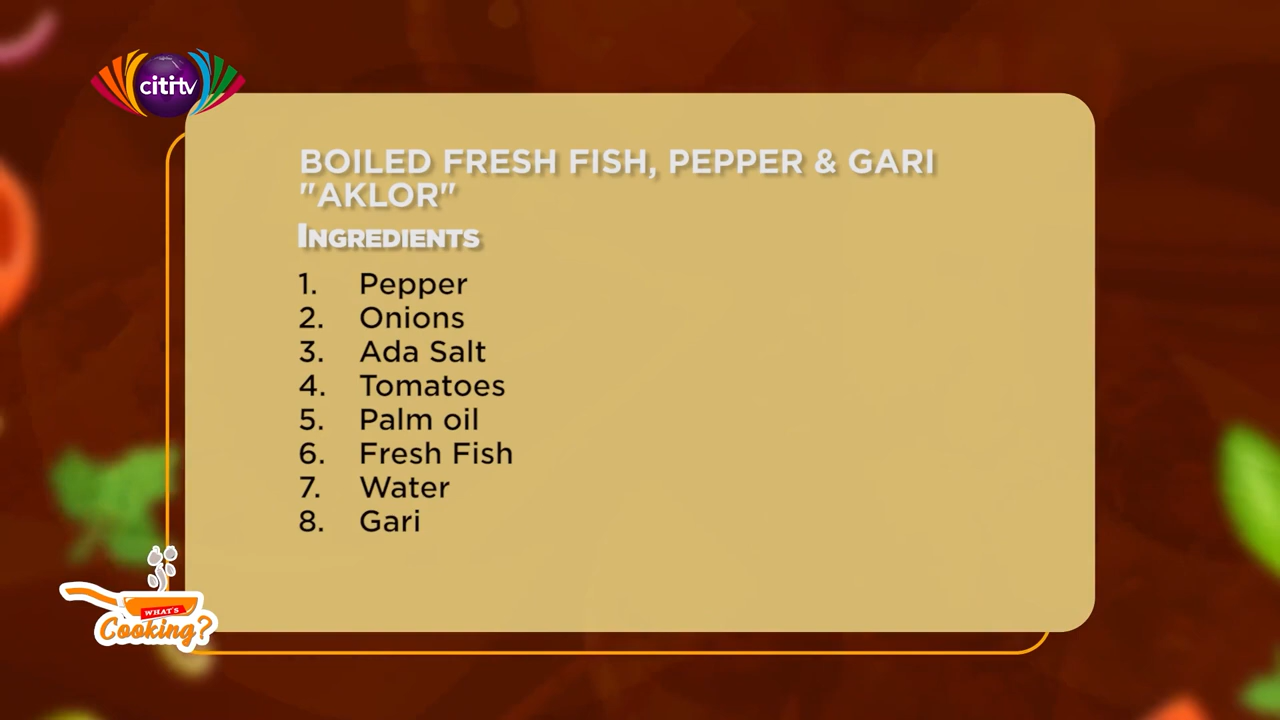 cititv
BOILED FRESH FISH, PEPPER & GARI
"AKLOR"
INGREDIENTS
1. Pepper
2. Onions
3. Ada Salt
4. Tomatoes
5. Palm oil
6. Fresh Fish
7. Water
8. Gari
WHAT'S
Cooking?